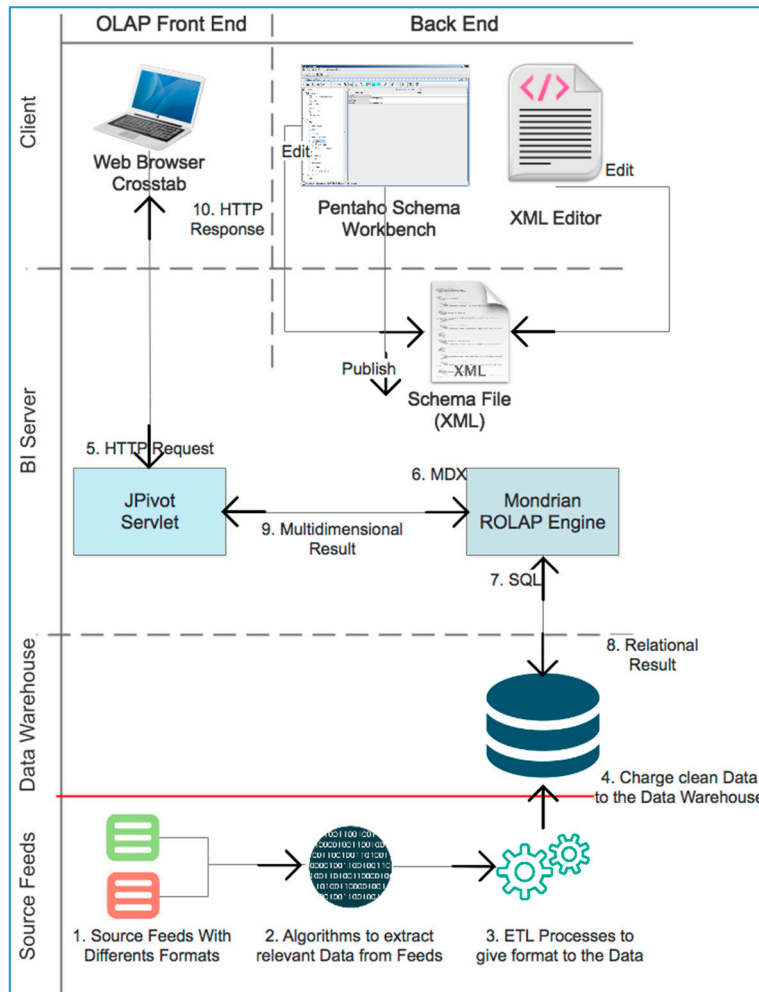 OLAP Front End
Back End
Client
Web Browser
Crosstab
Edit
Pentaho Schema
Workbench
</>
Edit
XML Editor
10. HTTP
Response
BI Server
Publish
XML
Schema File
(XML)
5. HTTP Request
JPivot
Servlet
6. MDX
9. Multidimensional
Result
Mondrian
ROLAP Engine
7. SQL
Data Warehouse
8. Relational
Result
4. Charge clean Data
to the Data Warehouse
Source Feeds
1. Source Feeds With
Differents Formats
2. Algorithms to extract
relevant Data from Feeds
3. ETL Processes to
give format to the Data